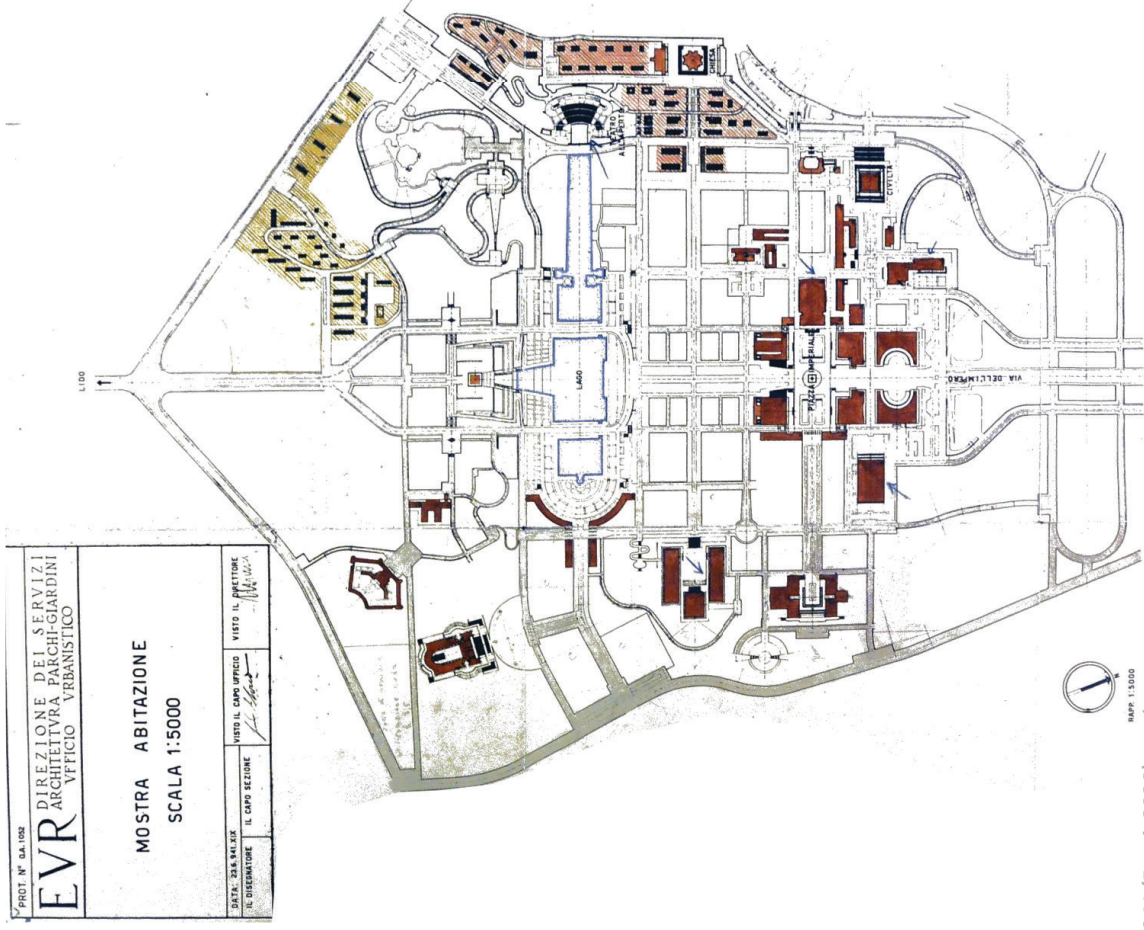 PROT. Nº G.A.1052
EVR
DIREZIONE DEI SERVIZI
ARCHITETTVRA PARCHI-GIARDINI
VFFICIO VRBANISTICO
MOSTRA ABITAZIONE
SCALA 1:5000
DATA: 23.6.941.XIX
VISTO IL CAPO UFFICIO
VISTO IL DIRETTORE
IL DISEGNATORE
IL CAPO SEZIONE
LIDO
CHIESA
TEATRO
ALL'APERTO
LAGO
CIVILTÀ
PIAZZA IMPERIALE
VIA DELL'IMPERO
N
RAPP. 1:5000